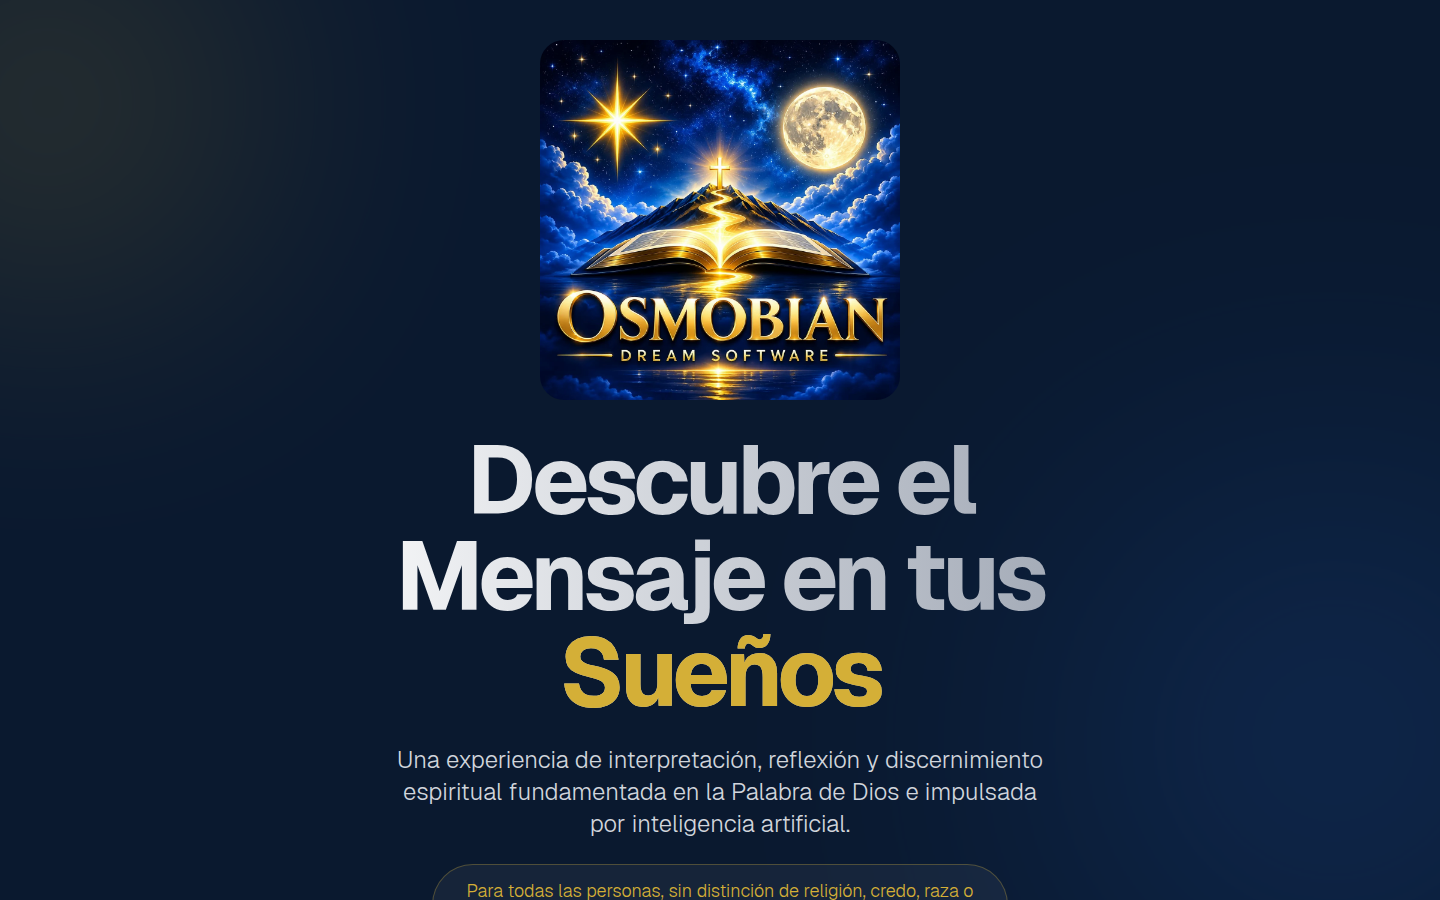 OSMOBIAN
DREAM SOFTWARE
Descubre el
Mensaje en tus
Sueños
Una experiencia de interpretación, reflexión y discernimiento
espiritual fundamentada en la Palabra de Dios e impulsada
por inteligencia artificial.
Para todas las personas, sin distinción de religión, credo, raza o